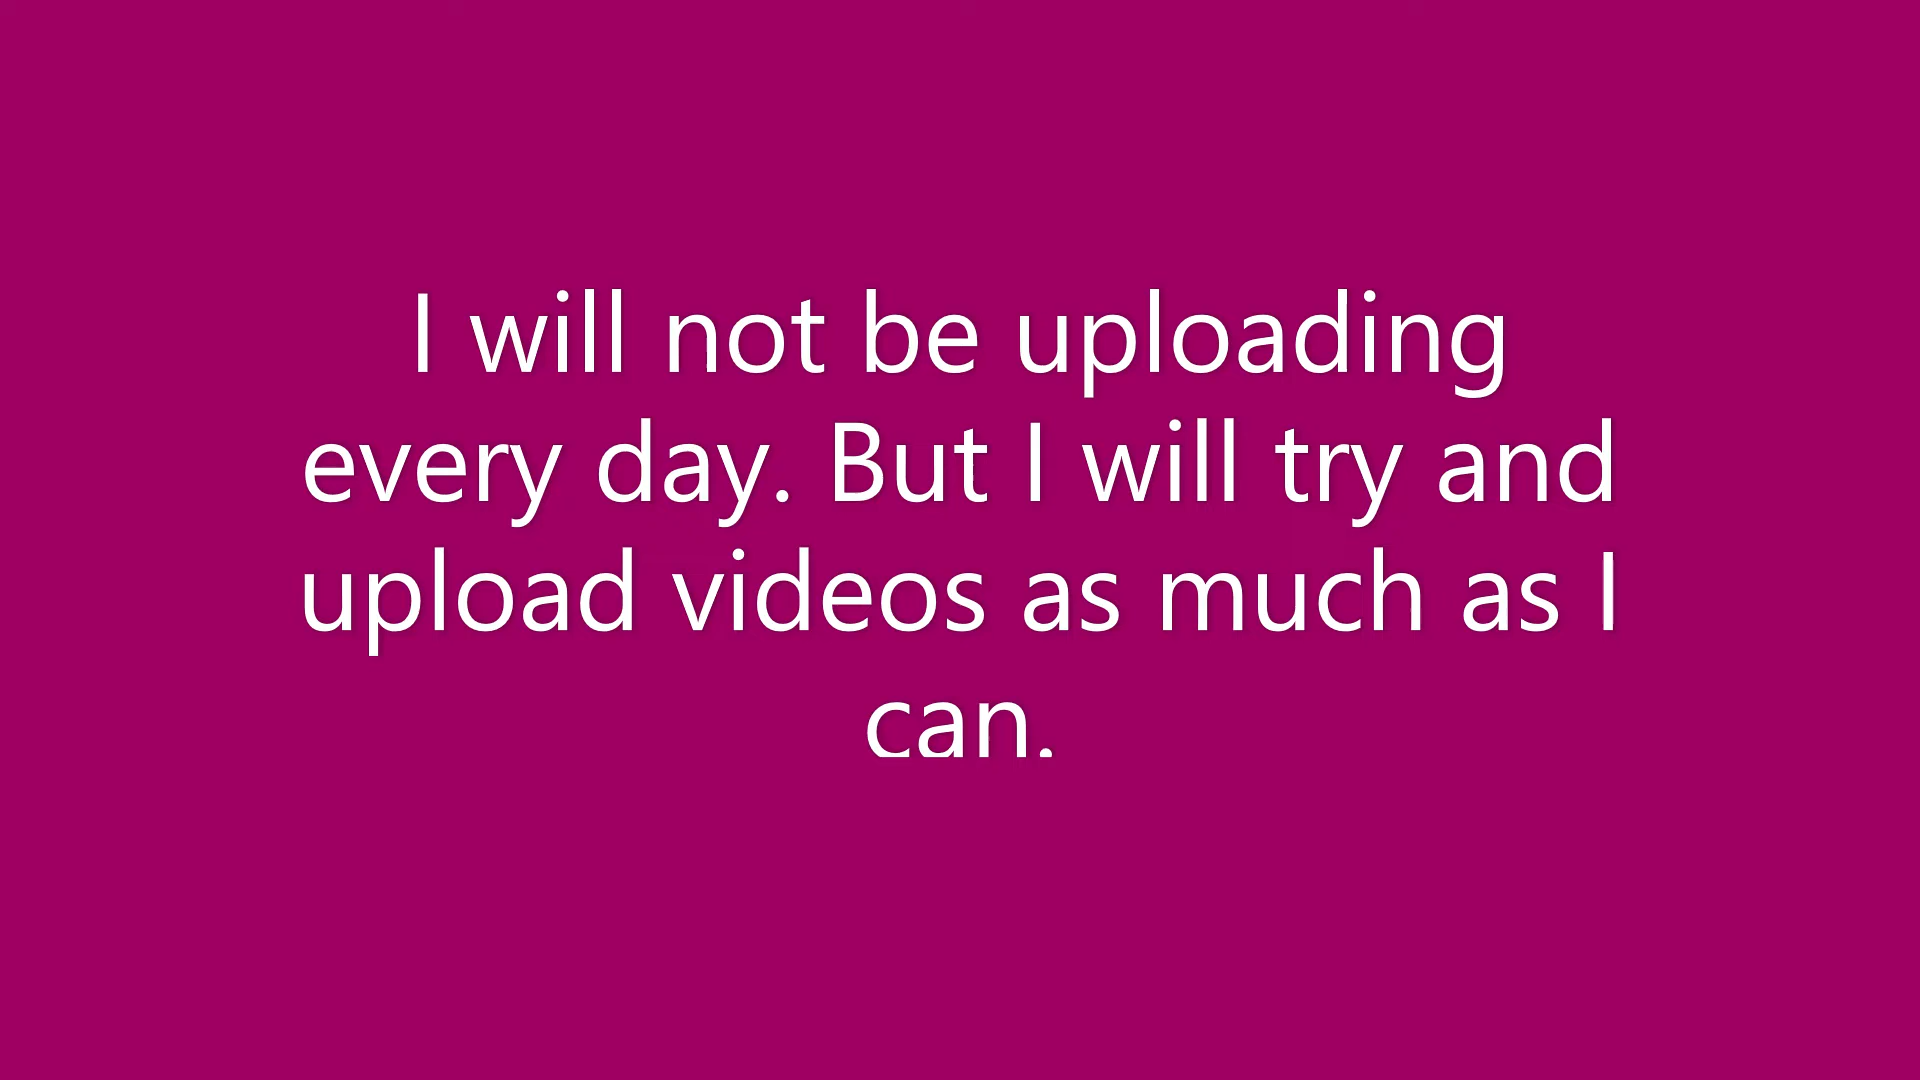 I will not be uploading
every day. But I will try and
upload videos as much as I
can.